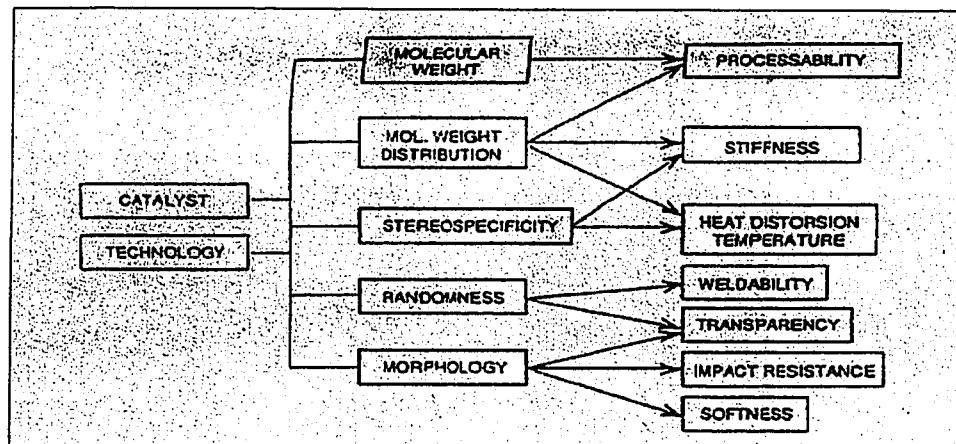 CATALYST
TECHNOLOGY
MOLECULAR
WEIGHT
MOL. WEIGHT
DISTRIBUTION
STEREOSPECIFICITY
RANDOMNESS
MORPHOLOGY
PROCESSABILITY
STIFFNESS
HEAT DISTORSION
TEMPERATURE
WELDABILITY
TRANSPARENCY
IMPACT RESISTANCE
SOFTNESS